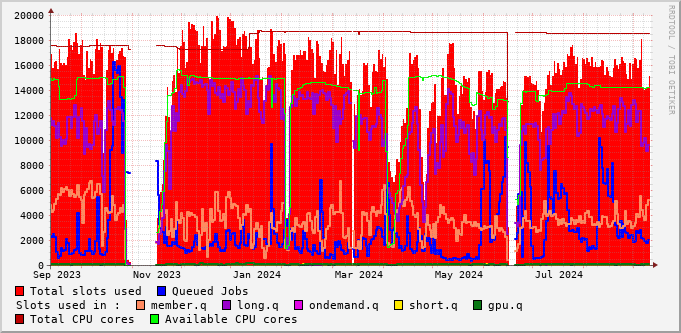 20000
18000
16000
14000
12000
10000
8000
6000
4000
2000
0
Sep 2023 Nov 2023 Jan 2024 Mar 2024 May 2024 Jul 2024
RRDTOOL / TOBI OETIKER
Total slots used Queued Jobs
Slots used in : member.q long.q ondemand.q short.q gpu.q
Total CPU cores Available CPU cores